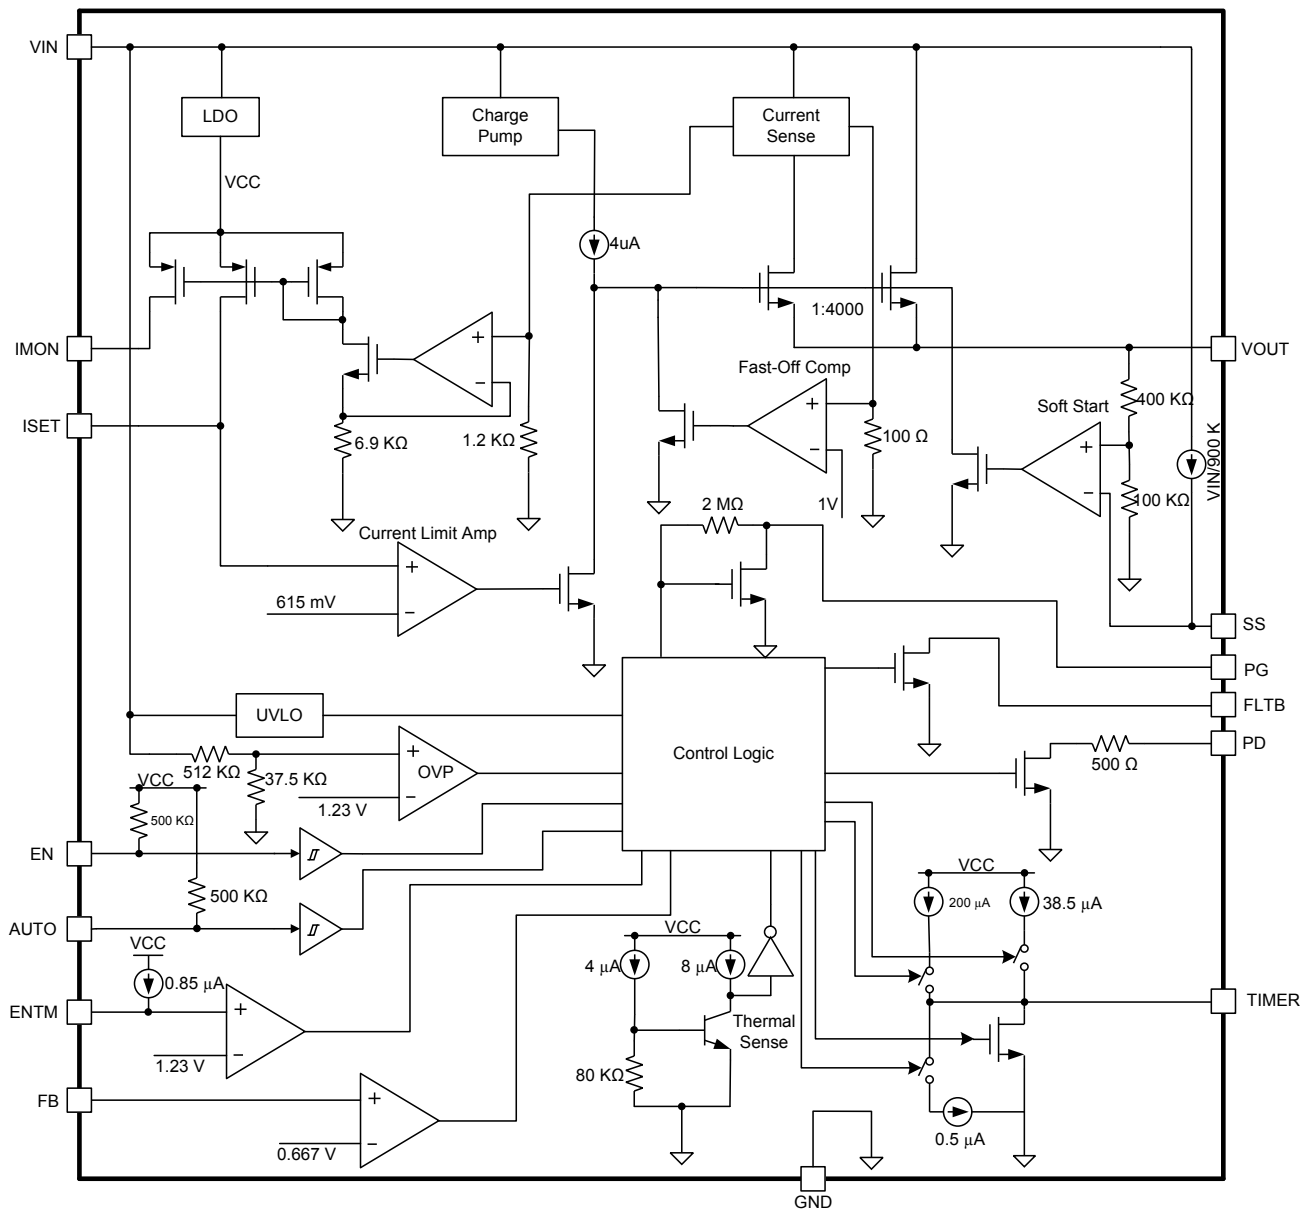 VIN
LDO
Charge
Pump
Current
Sense
VCC
4uA
1:4000
IMON
VOUT
Fast-Off Comp
400 KΩ
Soft Start
ISET
+
−
6.9 KΩ
1.2 KΩ
+
−
100 Ω
+
−
VIN/900 K
100 KΩ
1V
2 MΩ
Current Limit Amp
+
−
615 mV
SS
PG
FLTB
UVLO
PD
Control Logic
500 Ω
512 KΩ
37.5 KΩ
+
−
OVP
VCC
1.23 V
500 KΩ
EN
500 KΩ
VCC
200 µA
38.5 µA
AUTO
VCC
VCC
4 µA
8 µA
0.85 µA
ENTM
TIMER
+
−
Thermal
Sense
1.23 V
80 KΩ
FB
+
−
0.667 V
0.5 µA
GND